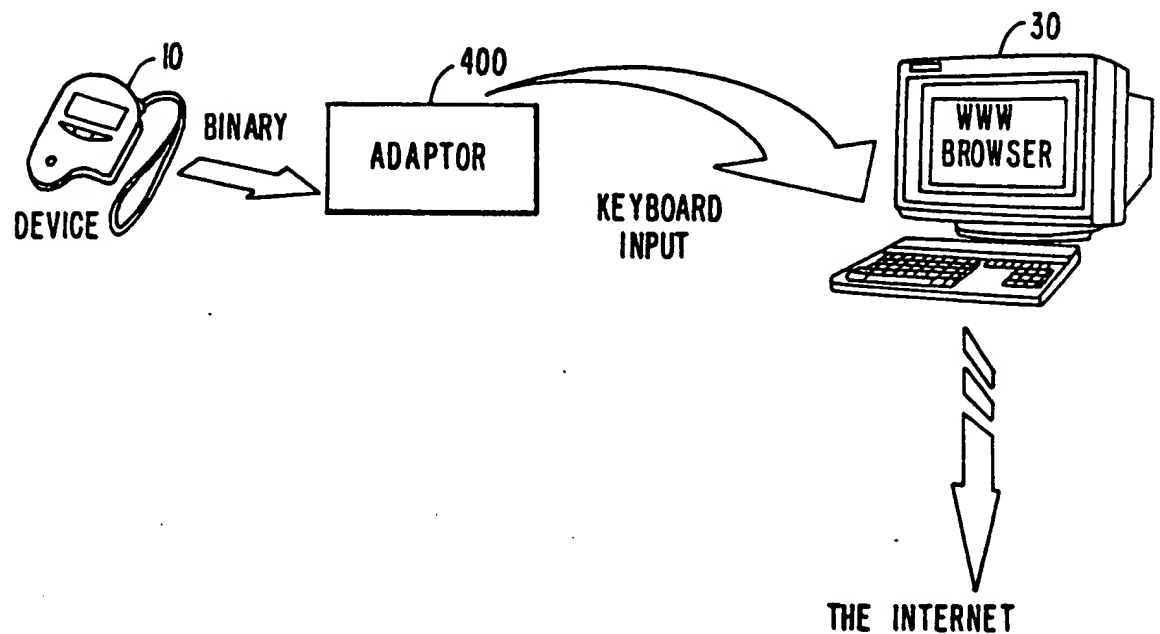 10
BINARY
DEVICE
400
ADAPTOR
KEYBOARD
INPUT
30
WWW
BROWSER
THE INTERNET